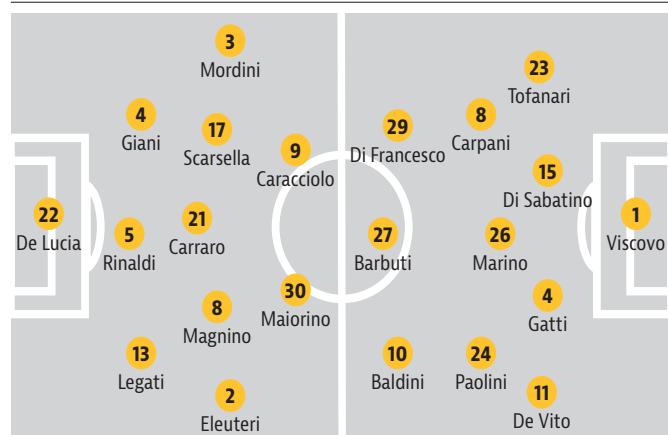 3
Mordini
4
Giani
17
Scarsella
9
Caracciolo
22
De Lucia
5
Rinaldi
21
Carraro
30
Maiorino
8
Magnino
13
Legati
2
Eleuteri
23
Tofanari
29
Di Francesco
8
Carpani
15
Di Sabatino
1
Viscovo
27
Barbuti
26
Marino
4
Gatti
10
Baldini
24
Paolini
11
De Vito